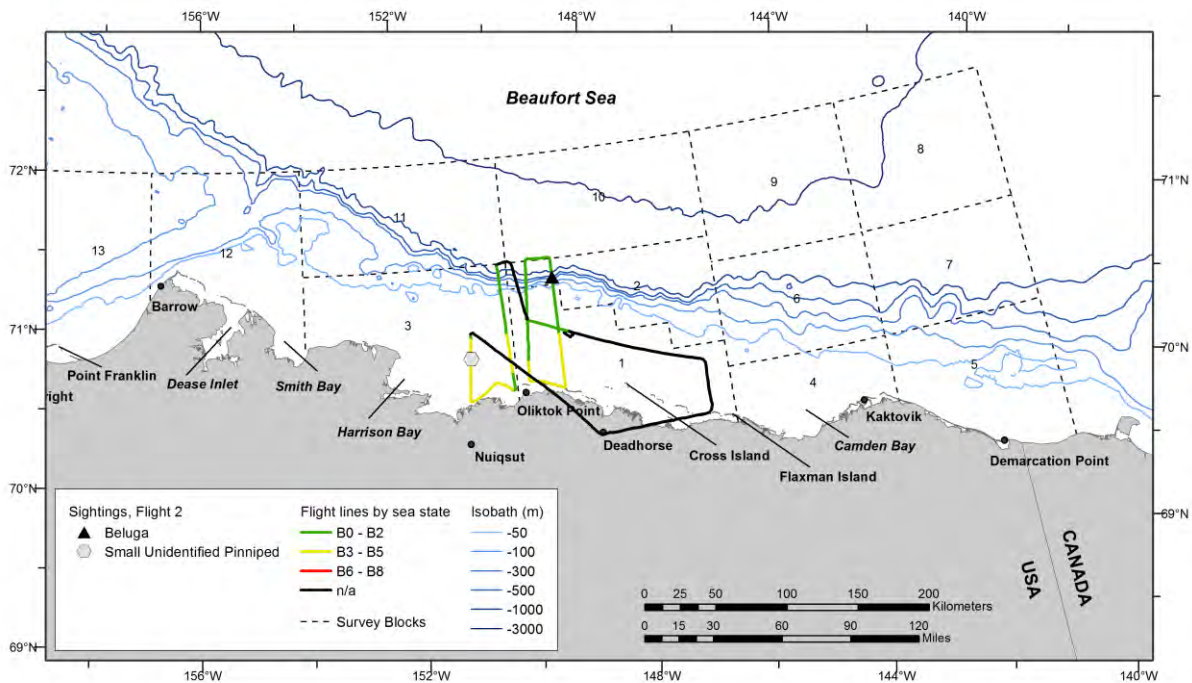 156°W 152°W 148°W 144°W 140°W
Beaufort Sea
8
9
72°N
71°N
10
11
13
12
7
2
6
Barrow
71°N
3
70°N
Point Franklin
1
5
Dease Inlet
Smith Bay
4
right
Oliktok Point
Kaktovik
Harrison Bay
Deadhorse
Cross Island
Camden Bay
Nuiqsut
Flaxman Island
Demarcation Point
70°N
69°N
Sightings, Flight 2
Beluga
Small Unidentified Pinniped
Flight lines by sea state
B0 - B2
B3 - B5
B6 - B8
n/a
Survey Blocks
Isobath (m)
-50
-100
-300
-500
-1000
-3000
USA
CANADA
0 25 50 100 150 200
Kilometers
0 15 30 60 90 120
Miles
69°N
156°W 152°W 148°W 144°W 140°W